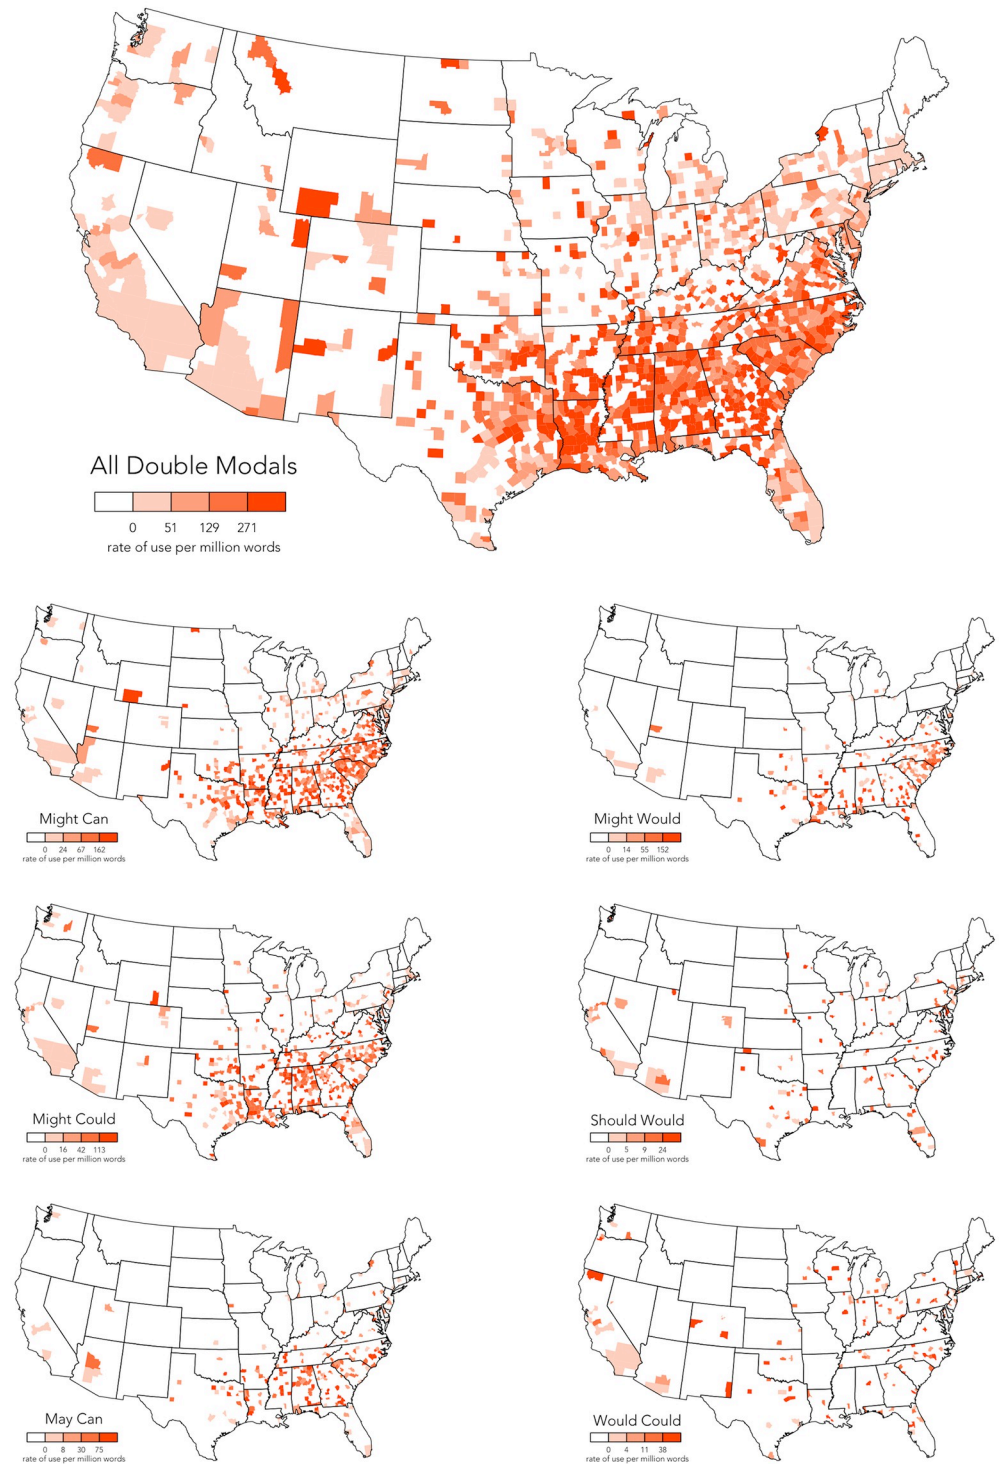 All Double Modals
0 51 129 271
rate of use per million words
Might Can
0 24 67 162
rate of use per million words
Might Would
0 14 55 152
rate of use per million words
Might Could
0 16 42 113
rate of use per million words
Should Would
0 5 9 24
rate of use per million words
May Can
0 8 30 75
rate of use per million words
Would Could
0 4 11 38
rate of use per million words